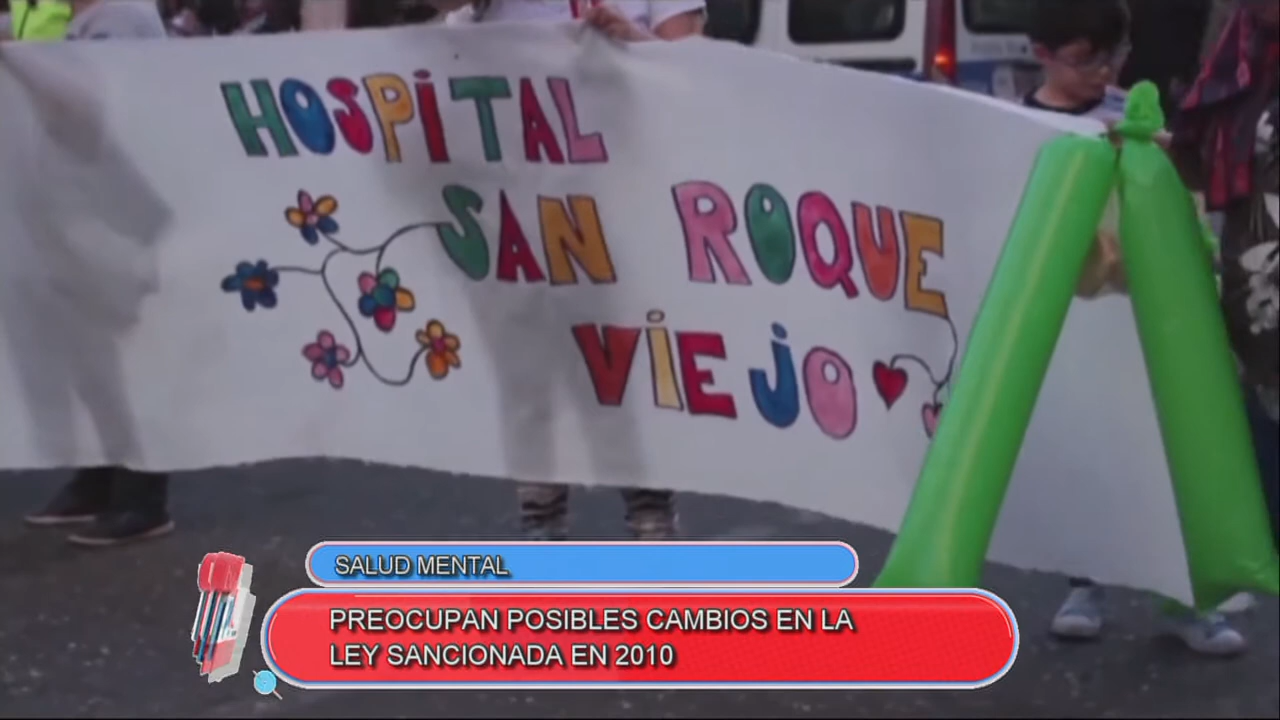 HOSPiTAL
SAN ROQUE
ViEjO
SALUD MENTAL
PREOCUPAN POSIBLES CAMBIOS EN LA
LEY SANCIONADA EN 2010